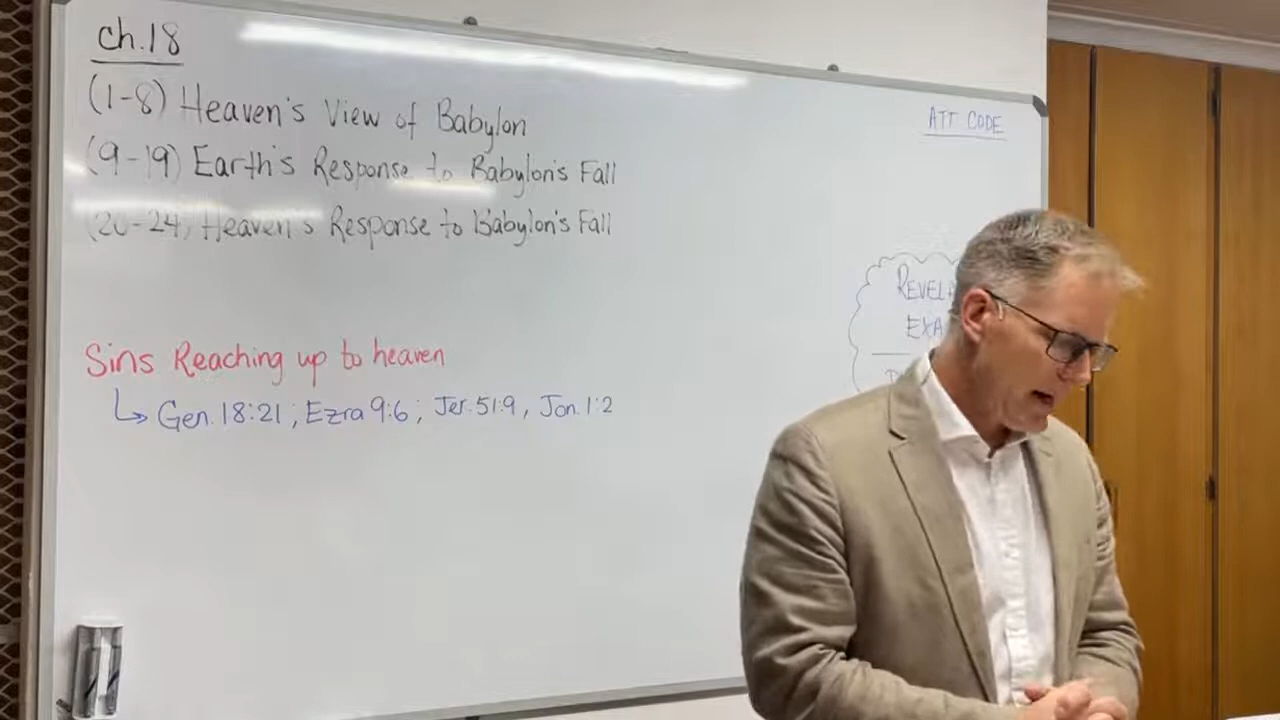 ch.18
(1-8) Heaven's View of Babylon
(9-19) Earth's Response to Babylon's Fall
(20-24) Heaven's Response to Babylon's Fall
Sins Reaching up to heaven
↳ Gen. 18:21; Ezra 9:6; Jer. 51:9, Jon. 1:2
ATT CODE